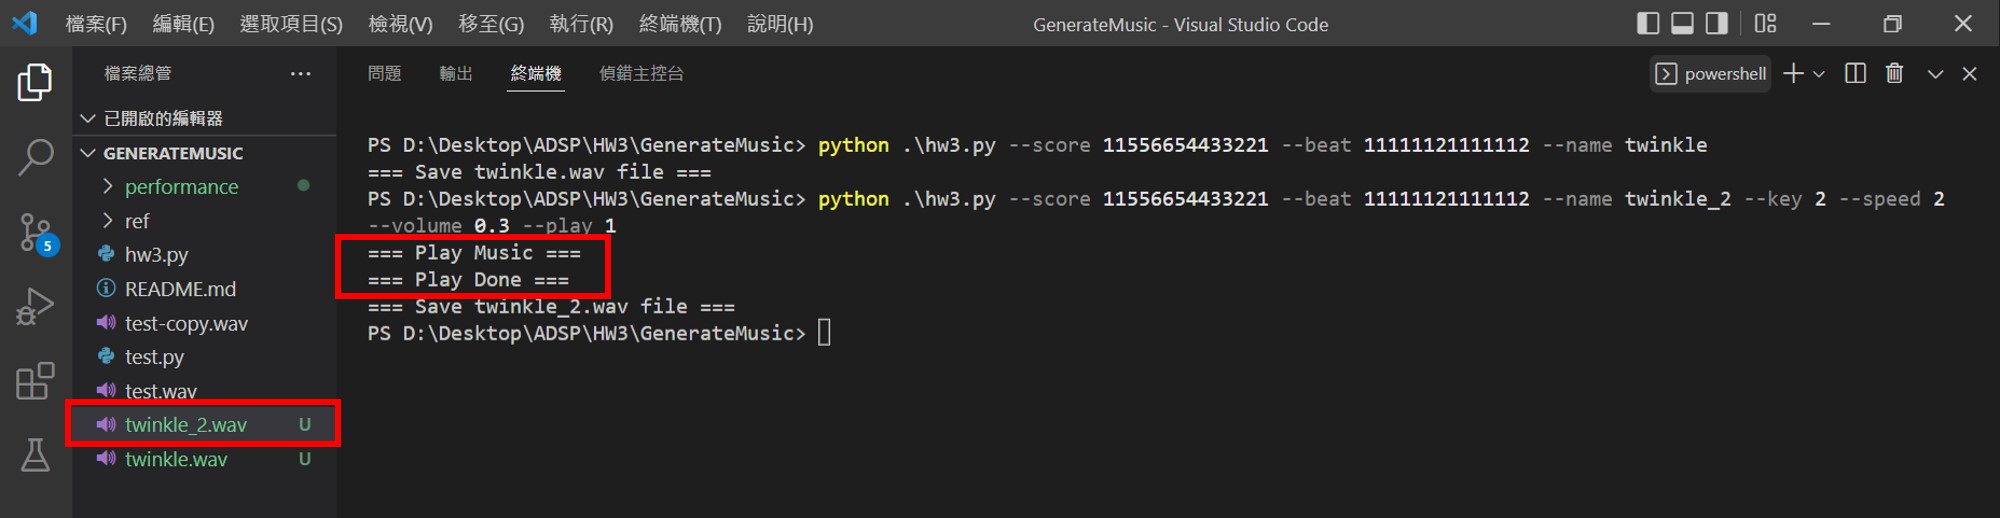 檔案(F) 編輯(E) 選取項目(S) 檢視(V) 移至(G) 執行(R) 終端機(T) 說明(H) GenerateMusic - Visual Studio Code
檔案總管
已開啟的編輯器
GENERATEMUSIC
performance
ref
hw3.py
README.md
test-copy.wav
test.py
test.wav
twinkle_2.wav U
twinkle.wav U
5
問題 輸出 終端機 偵錯主控台 powershell
PS D:\Desktop\ADSP\HW3\GenerateMusic> python .\hw3.py --score 11556654433221 --beat 11111121111112 --name twinkle
=== Save twinkle.wav file ===
PS D:\Desktop\ADSP\HW3\GenerateMusic> python .\hw3.py --score 11556654433221 --beat 11111121111112 --name twinkle_2 --key 2 --speed 2
--volume 0.3 --play 1
=== Play Music ===
=== Play Done ===
=== Save twinkle_2.wav file ===
PS D:\Desktop\ADSP\HW3\GenerateMusic>